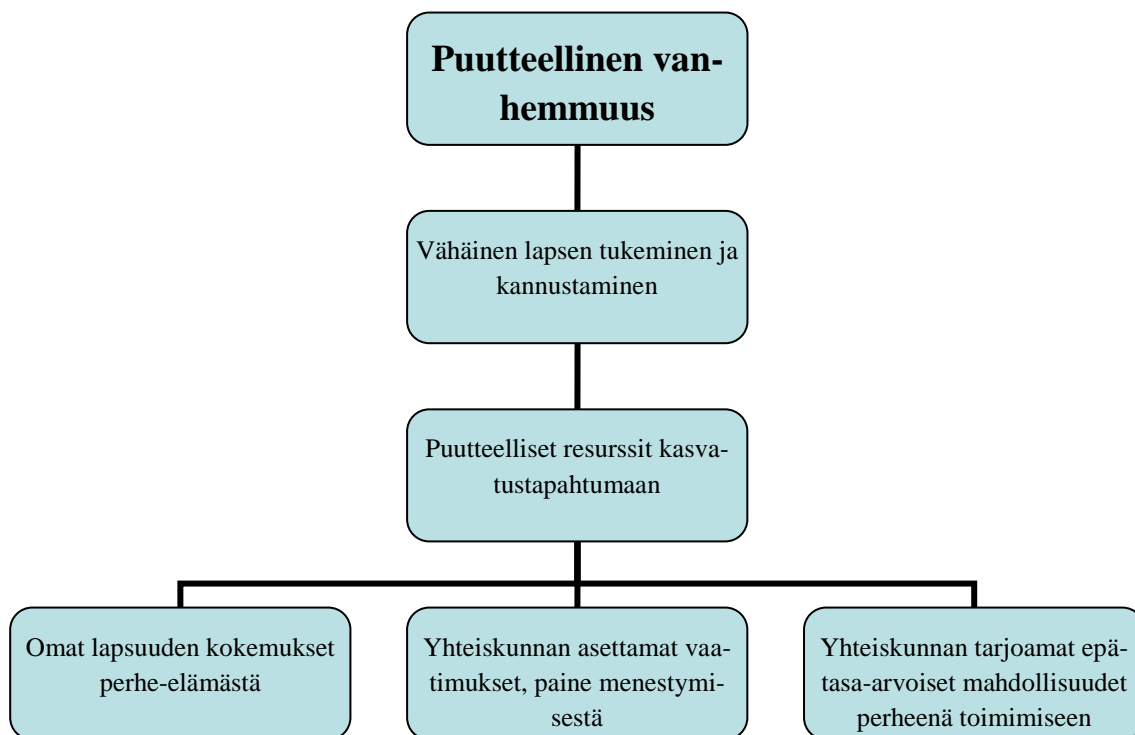 Puutteellinen van-
hemmuus
Vähäinen lapsen tukeminen ja
kannustaminen
Puutteelliset resurssit kasva-
tustapahtumaan
Omat lapsuuden kokemukset
perhe-elämästä
Yhteiskunnan asettamat vaa-
timukset, paine menestymi-
sestä
Yhteiskunnan tarjoamat epä-
tasa-arvoiset mahdollisuudet
perheenä toimimiseen